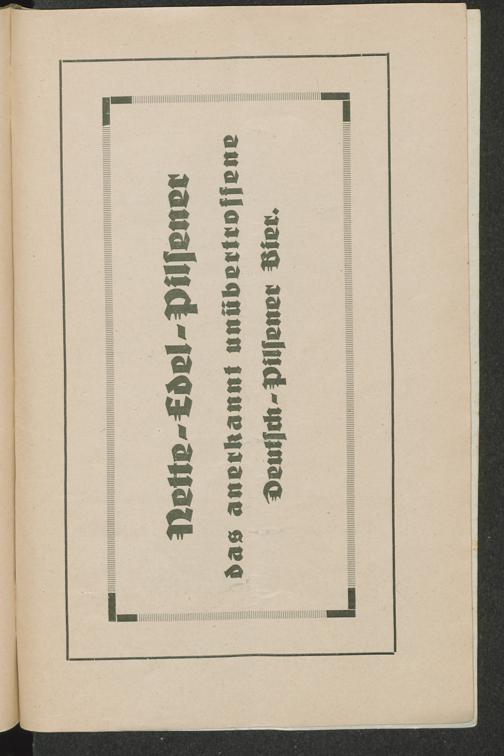 Nette-Edel-Pilſener
das anerkannt unübertroffene
Deutſch-Pilſener Bier.